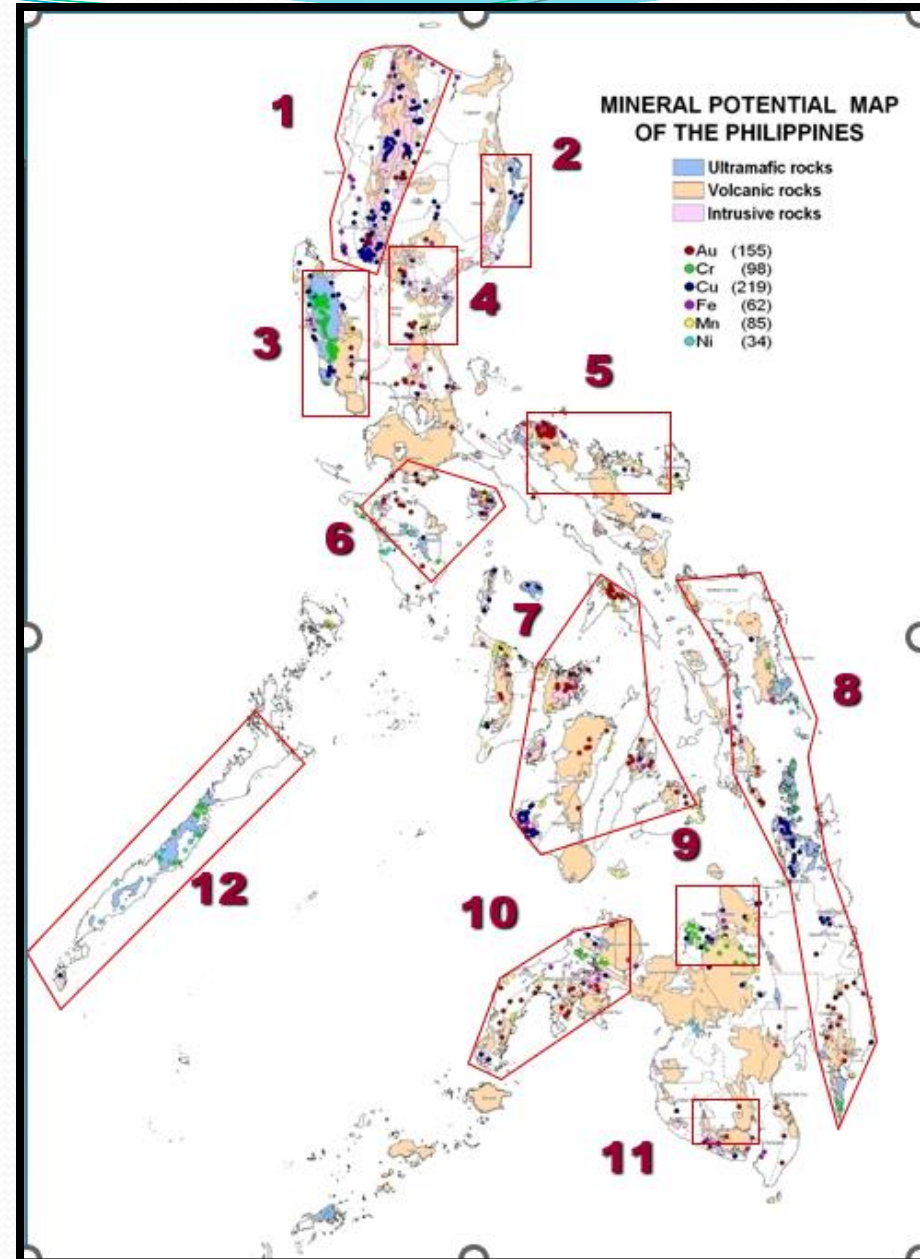 MINERAL POTENTIAL MAP
OF THE PHILIPPINES
Ultramafic rocks
Volcanic rocks
Intrusive rocks
Au (155)
Cr (98)
Cu (219)
Fe (62)
Mn (85)
Ni (34)
1
2
3
4
5
6
7
8
9
10
11
12